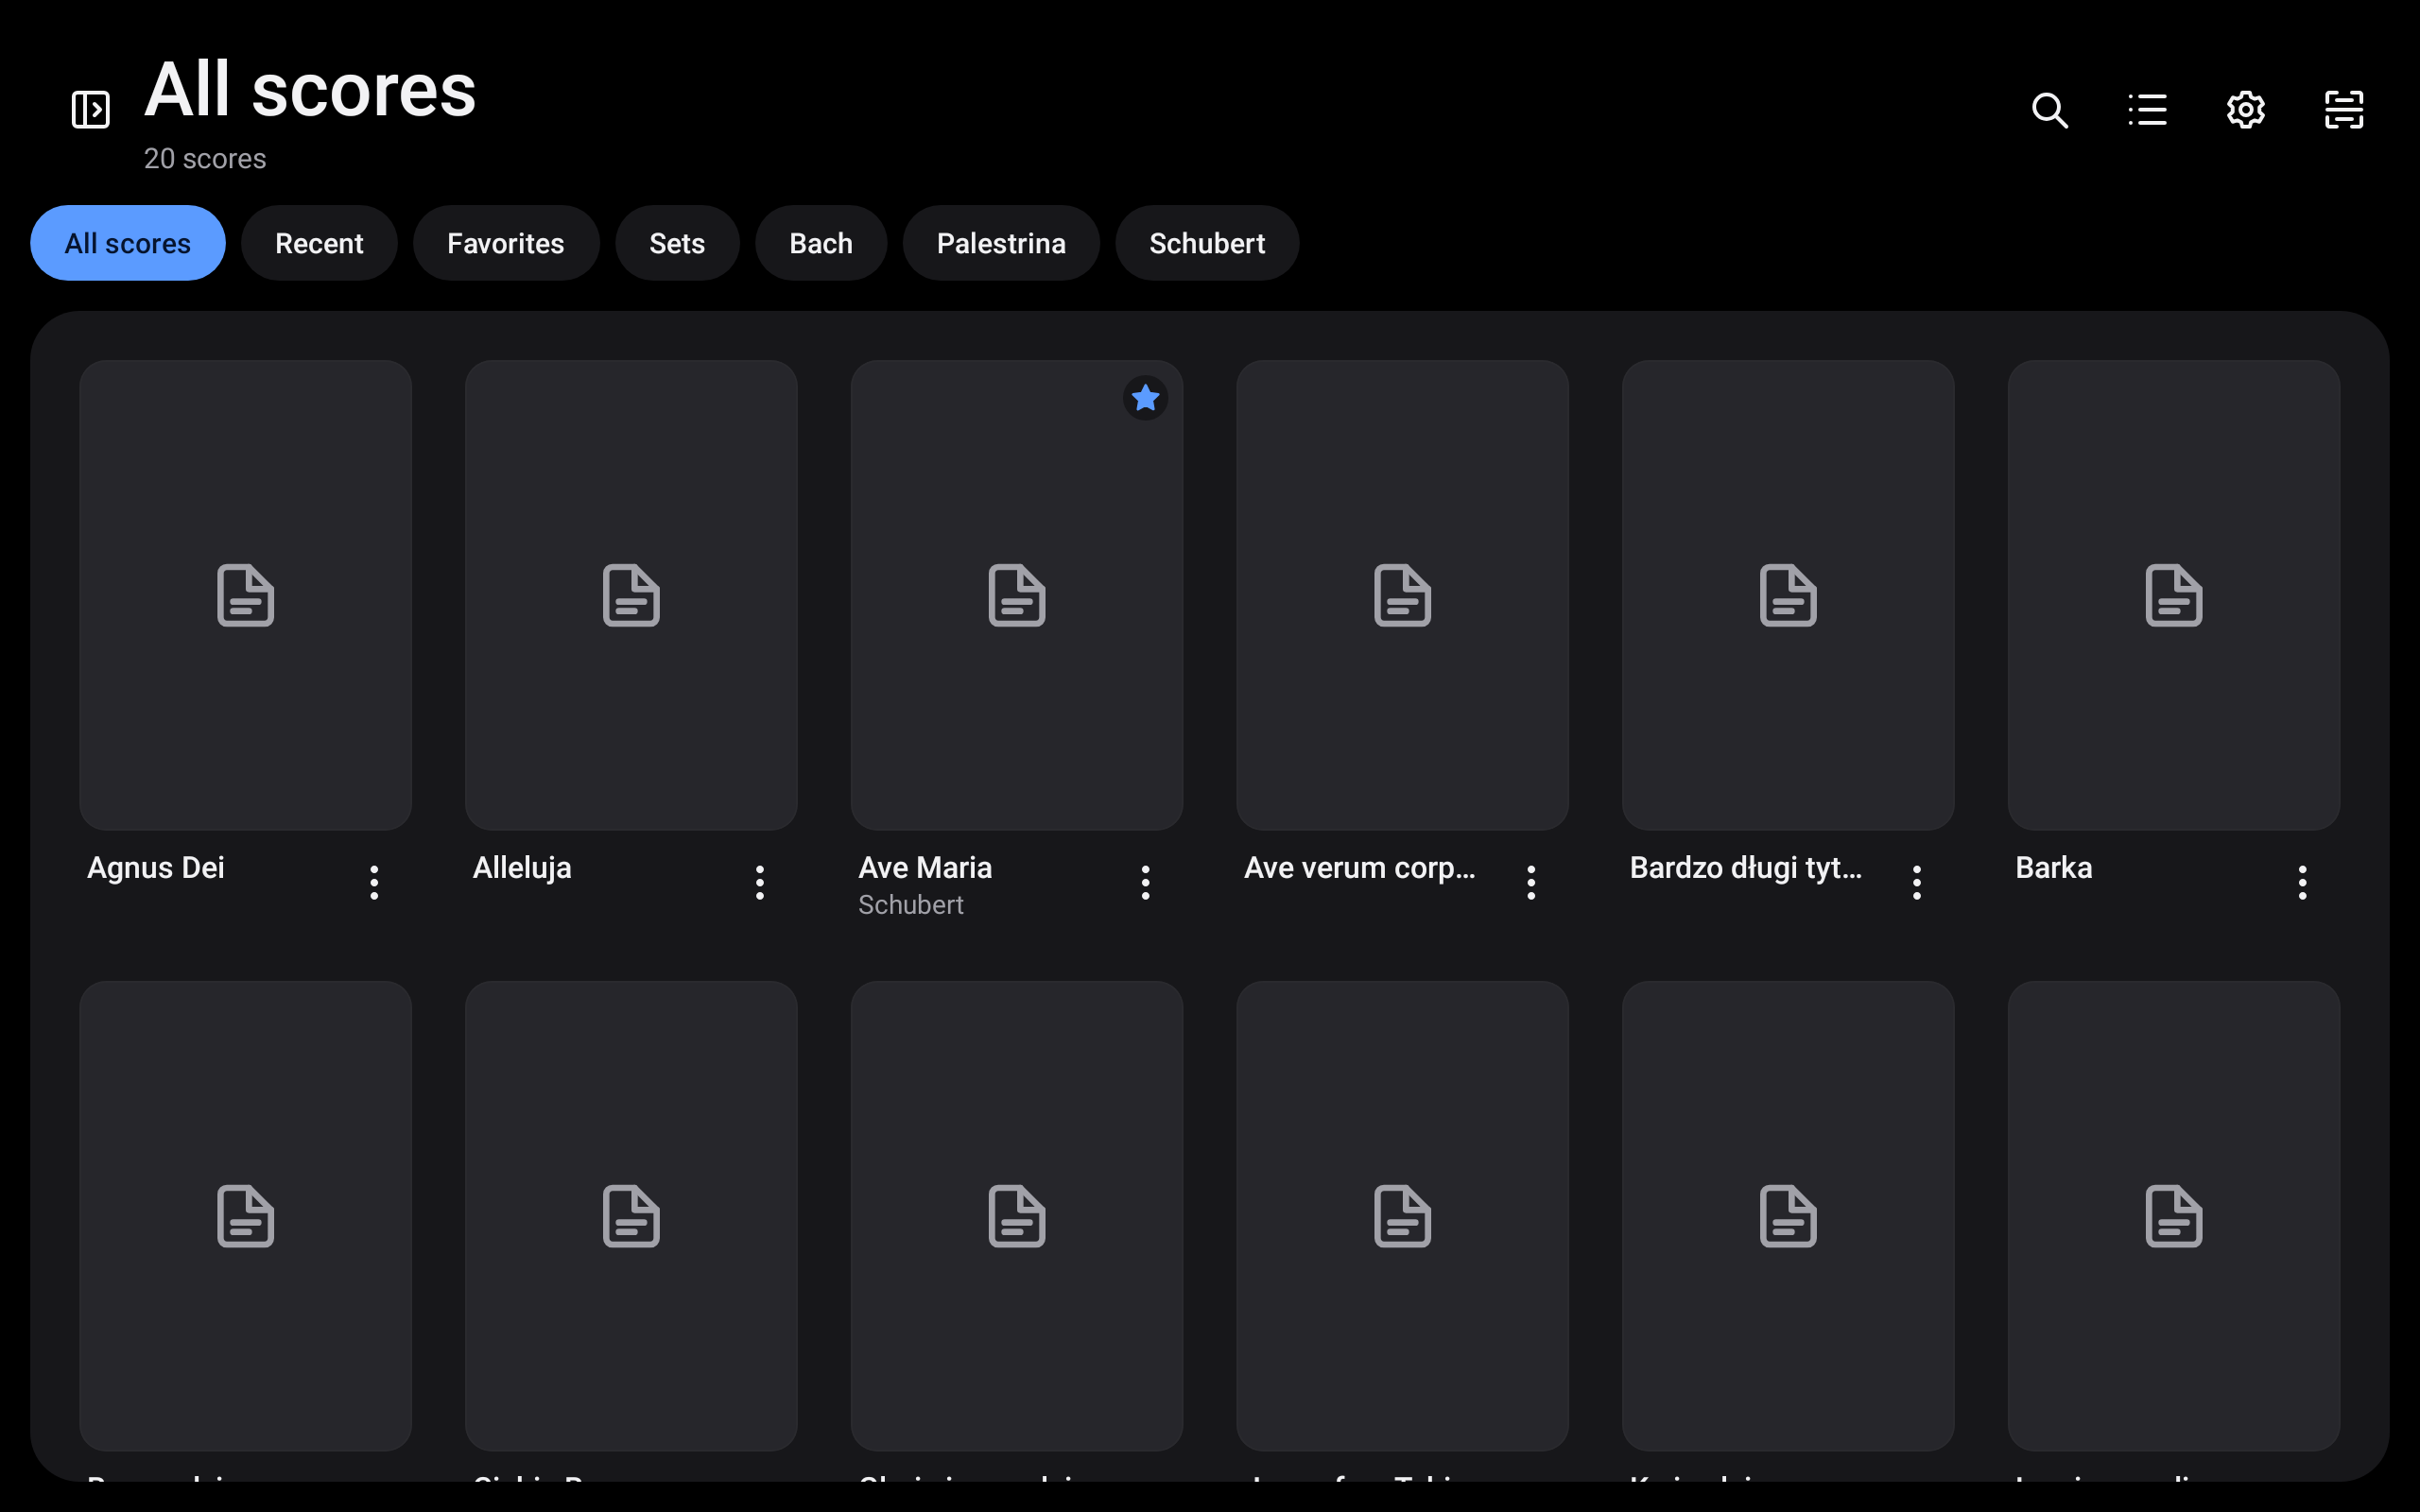 All scores
20 scores
All scores
Recent
Favorites
Sets
Bach
Palestrina
Schubert
Agnus Dei
Alleluja
Ave Maria
Schubert
Ave verum corp...
Bardzo długi tyt...
Barka